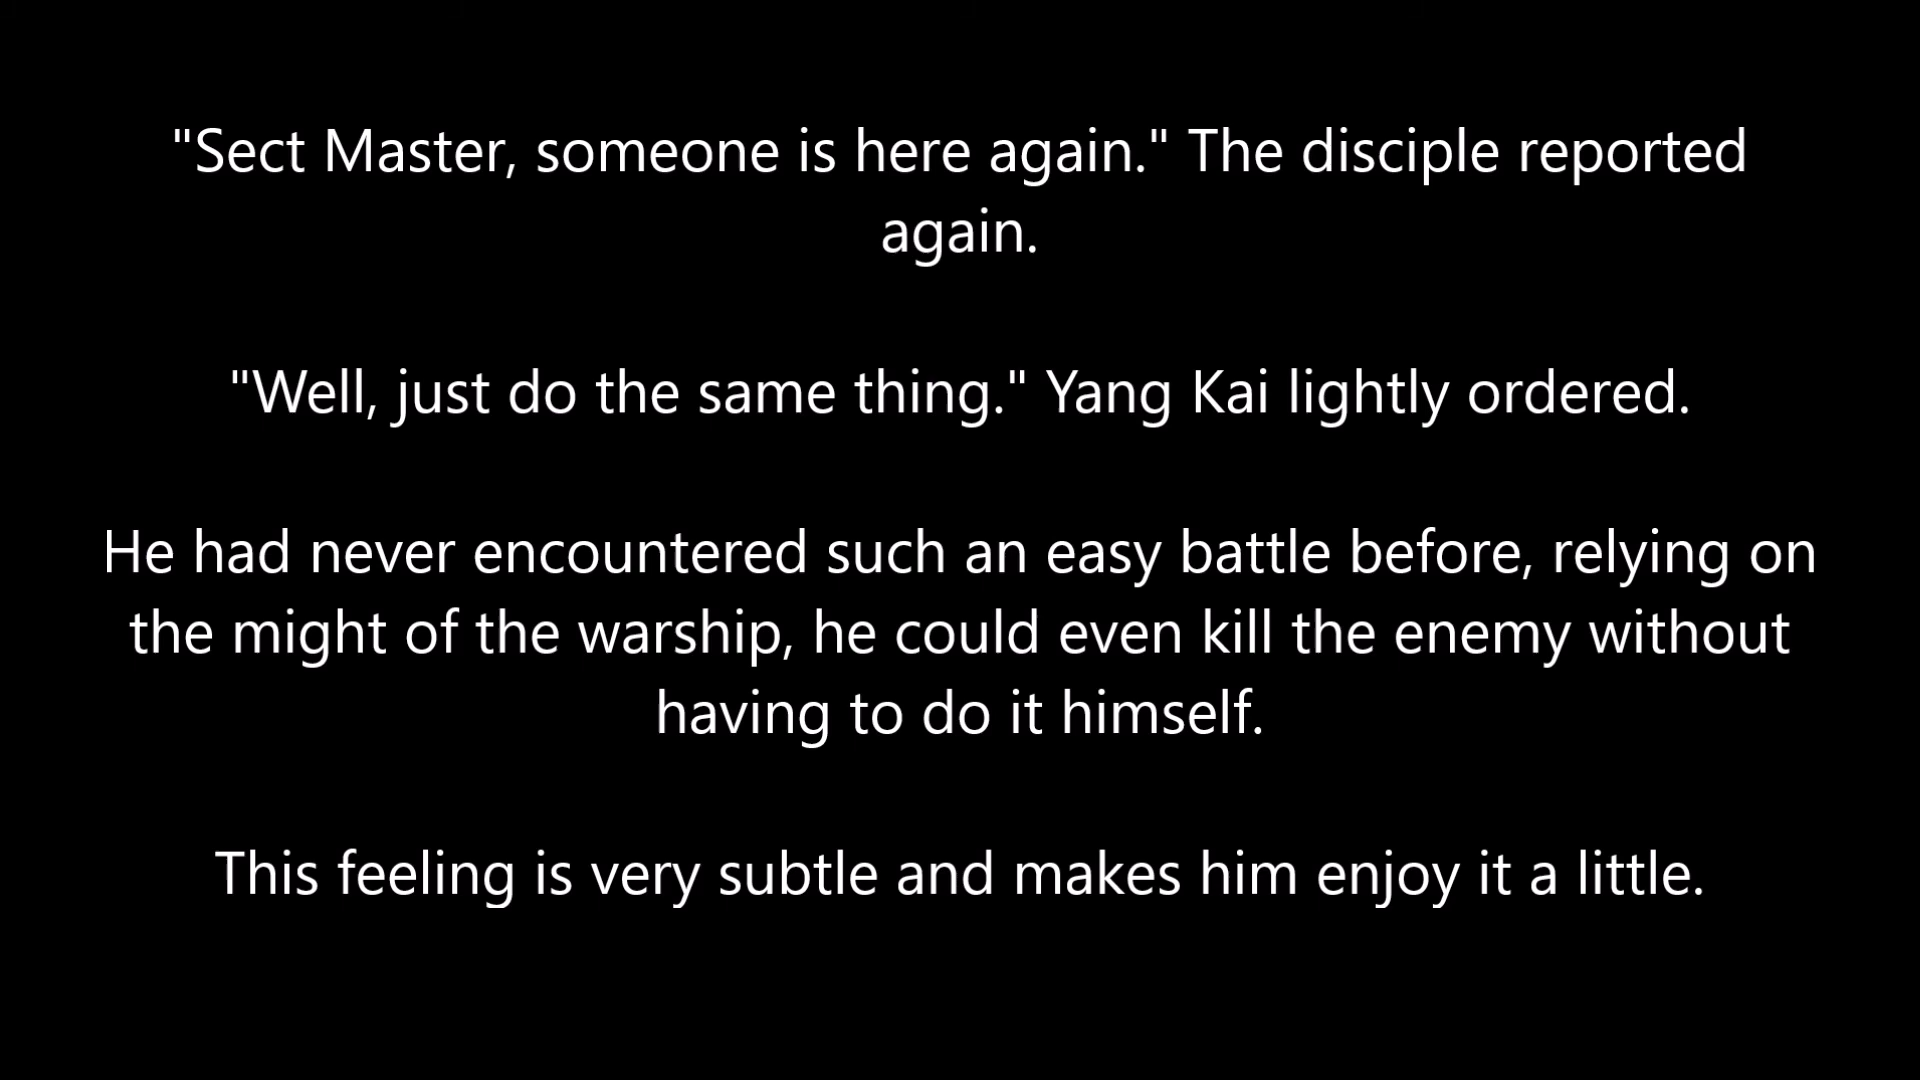 "Sect Master, someone is here again." The disciple reported
again.
"Well, just do the same thing." Yang Kai lightly ordered.
He had never encountered such an easy battle before, relying on
the might of the warship, he could even kill the enemy without
having to do it himself.
This feeling is very subtle and makes him enjoy it a little.